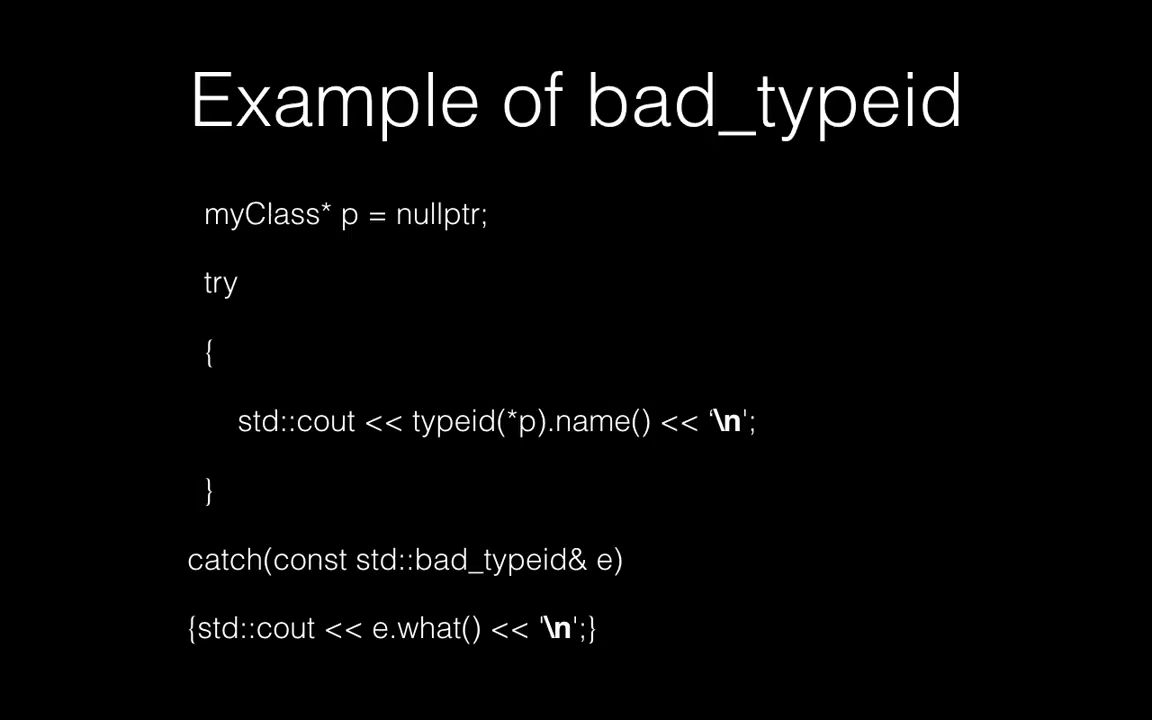 Example of bad_typeid
myClass* p = nullptr;
try
{
std::cout << typeid(*p).name() << ‘\n';
}
catch(const std::bad_typeid& e)
{std::cout << e.what() << '\n';}